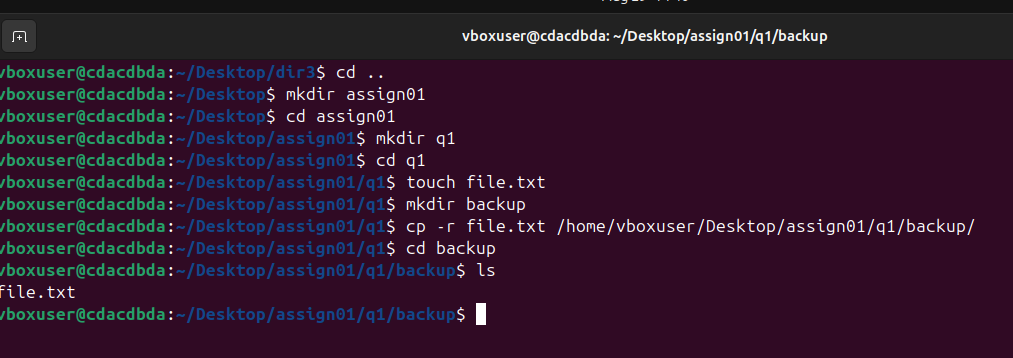 vboxuser@cdacdbda: ~/Desktop/assign01/q1/backup
vboxuser@cdacdbda:~/Desktop/dir3$ cd ..
vboxuser@cdacdbda:~/Desktop$ mkdir assign01
vboxuser@cdacdbda:~/Desktop$ cd assign01
vboxuser@cdacdbda:~/Desktop/assign01$ mkdir q1
vboxuser@cdacdbda:~/Desktop/assign01$ cd q1
vboxuser@cdacdbda:~/Desktop/assign01/q1$ touch file.txt
vboxuser@cdacdbda:~/Desktop/assign01/q1$ mkdir backup
vboxuser@cdacdbda:~/Desktop/assign01/q1$ cp -r file.txt /home/vboxuser/Desktop/assign01/q1/backup/
vboxuser@cdacdbda:~/Desktop/assign01/q1$ cd backup
vboxuser@cdacdbda:~/Desktop/assign01/q1/backup$ ls
file.txt
vboxuser@cdacdbda:~/Desktop/assign01/q1/backup$